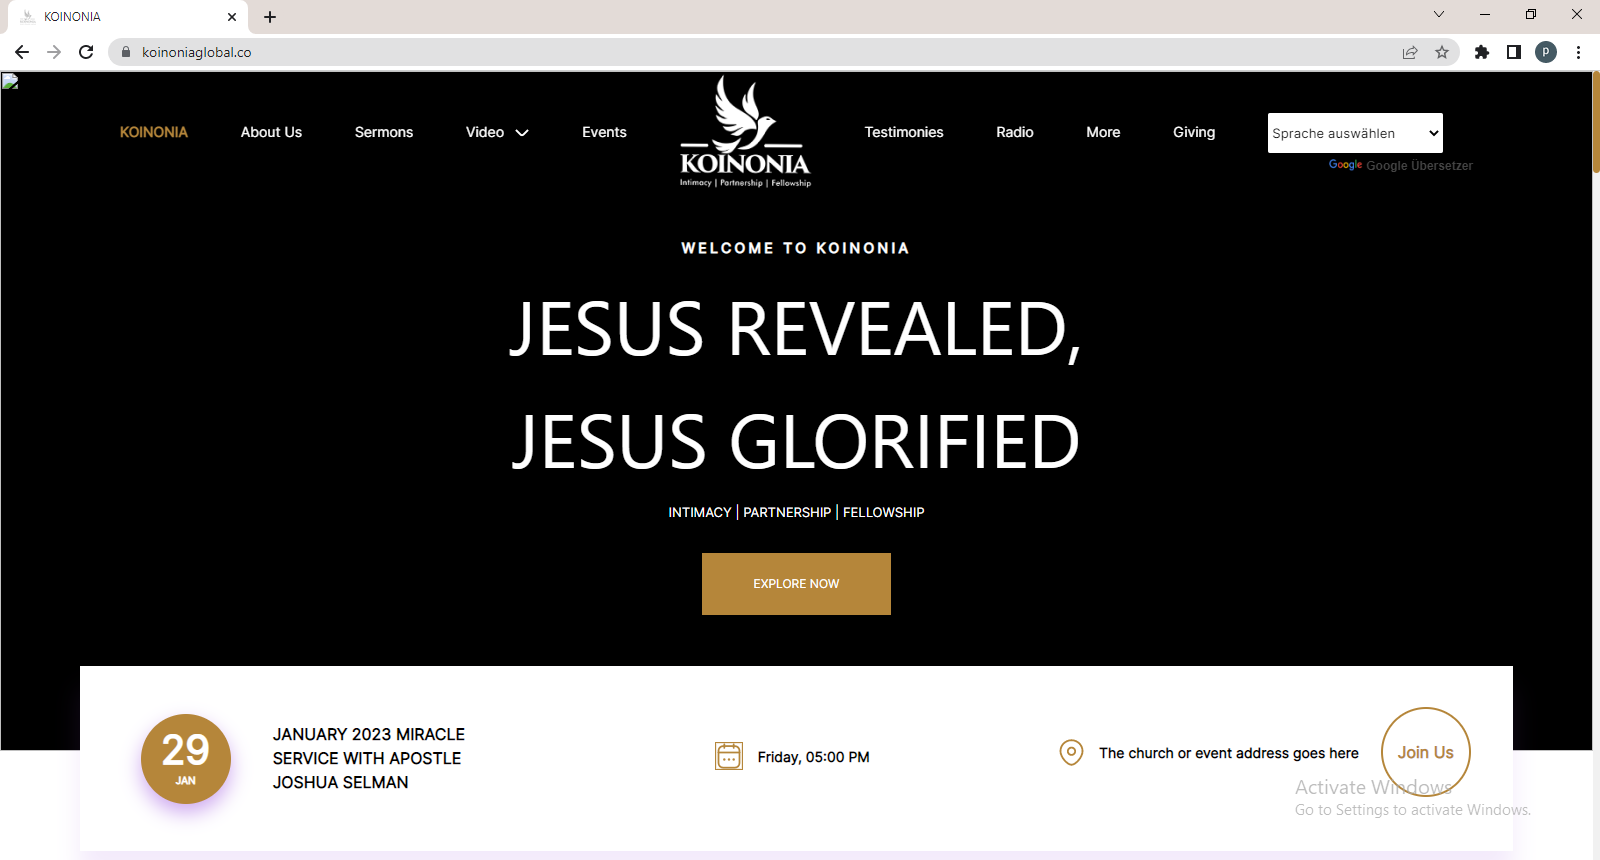 KOINONIA
koinoniaglobal.co
P
KOINONIA
About Us
Sermons
Video
Events
KOINONIA
Intimacy | Partnership | Fellowship
Testimonies
Radio
More
Giving
Sprache auswählen
Google Google Übersetzer
WELCOME TO KOINONIA
JESUS REVEALED,
JESUS GLORIFIED
INTIMACY | PARTNERSHIP | FELLOWSHIP
EXPLORE NOW
29
JAN
JANUARY 2023 MIRACLE
SERVICE WITH APOSTLE
JOSHUA SELMAN
Friday, 05:00 PM
The church or event address goes here
Join Us
Activate Windows
Go to Settings to activate Windows.